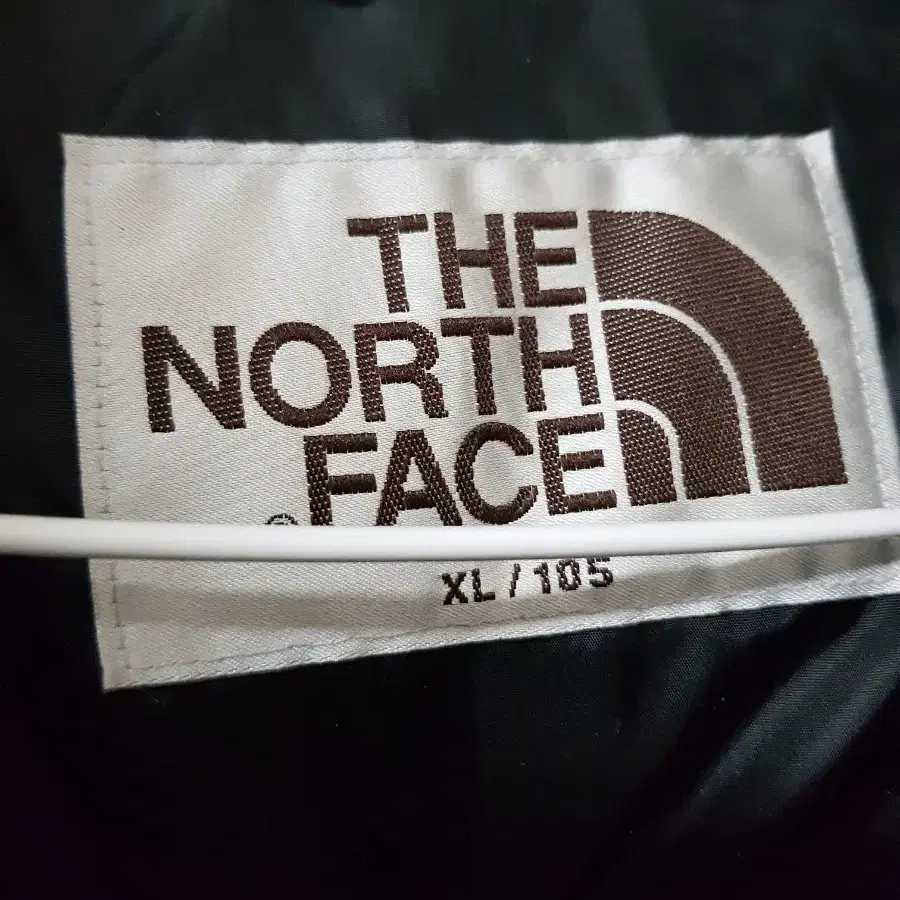 THE
NORTH
FACE
®
XL/105